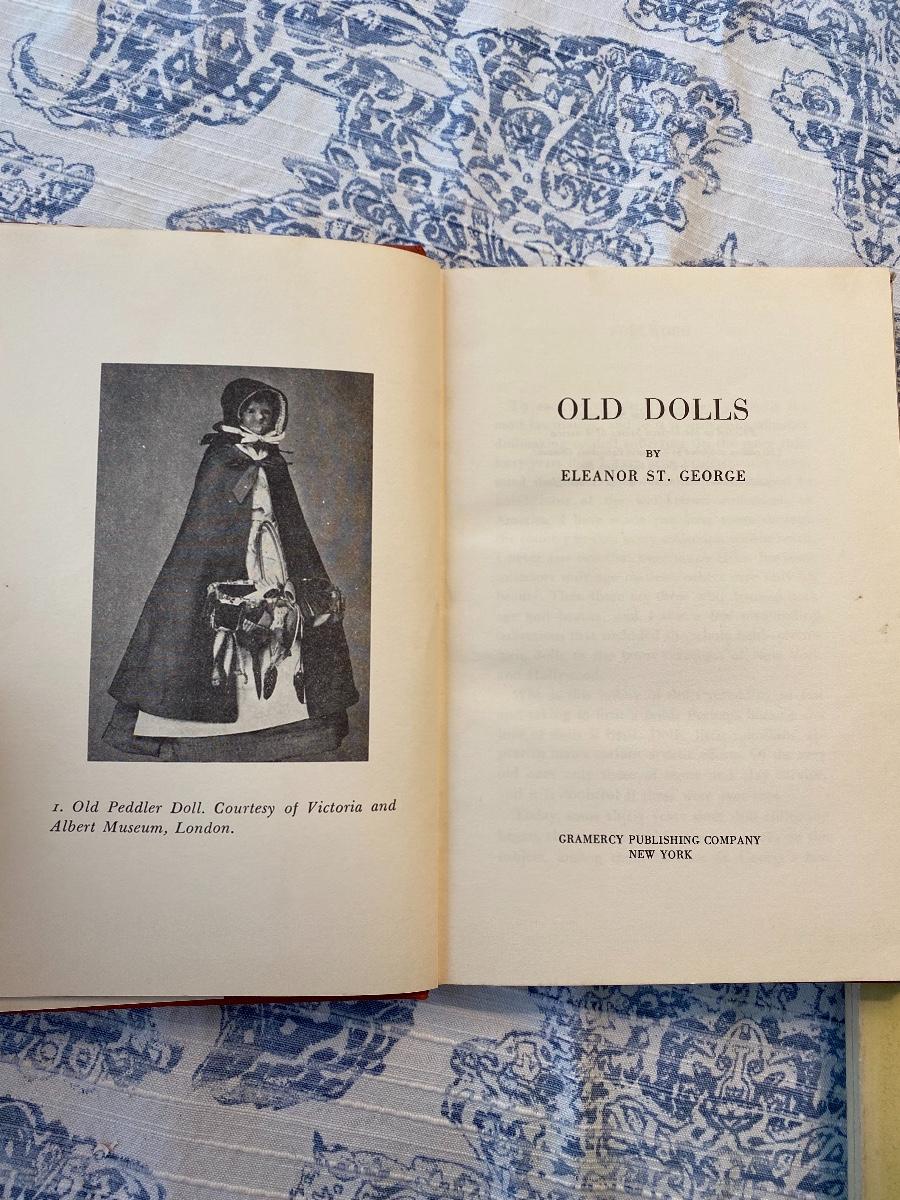 1. Old Peddler Doll. Courtesy of Victoria and
Albert Museum, London.
OLD DOLLS
BY
ELEANOR ST. GEORGE
GRAMERCY PUBLISHING COMPANY
NEW YORK